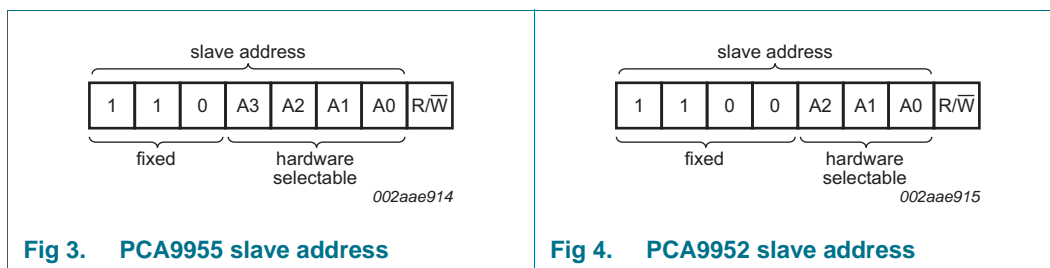 slave address
1 1 0 A3 A2 A1 A0 R/W̅
fixed hardware
selectable
002aae914
Fig 3. PCA9955 slave address
slave address
1 1 0 0 A2 A1 A0 R/W̅
fixed hardware
selectable
002aae915
Fig 4. PCA9952 slave address